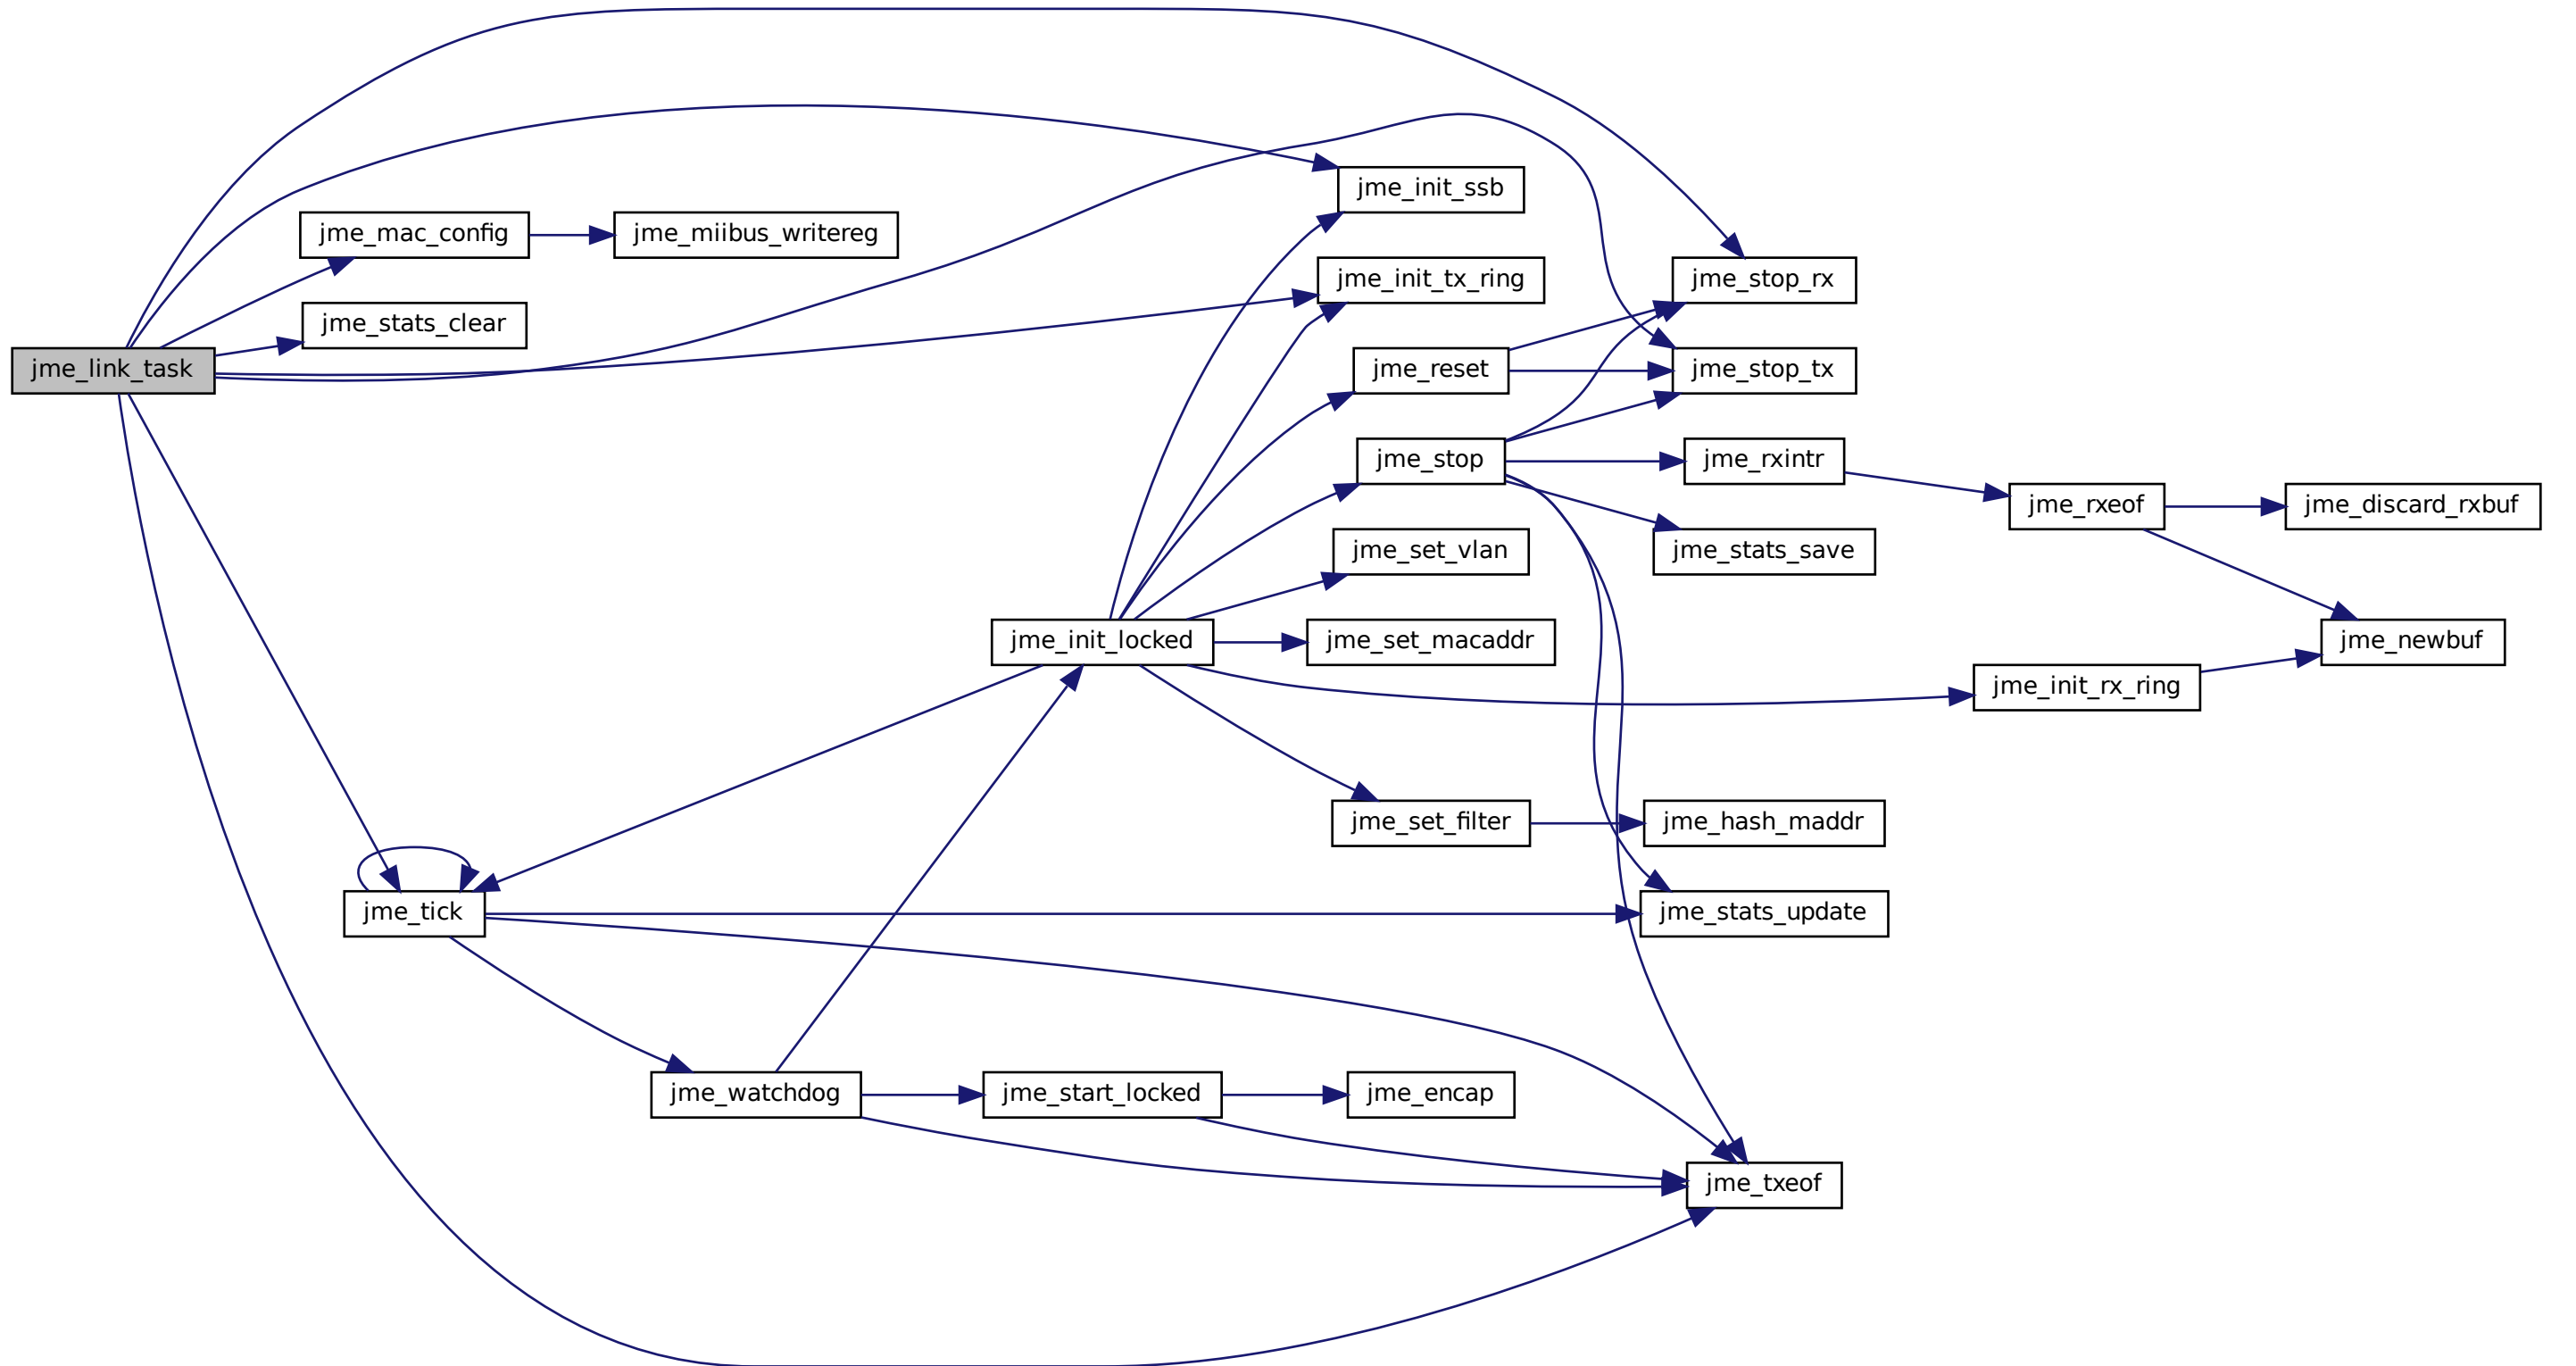 jme_init_ssb
jme_mac_config
jme_miibus_writereg
jme_init_tx_ring
jme_stop_rx
jme_stats_clear
jme_link_task
jme_reset
jme_stop_tx
jme_stop
jme_rxintr
jme_rxeof
jme_discard_rxbuf
jme_set_vlan
jme_stats_save
jme_init_locked
jme_set_macaddr
jme_newbuf
jme_init_rx_ring
jme_set_filter
jme_hash_maddr
jme_tick
jme_stats_update
jme_watchdog
jme_start_locked
jme_encap
jme_txeof